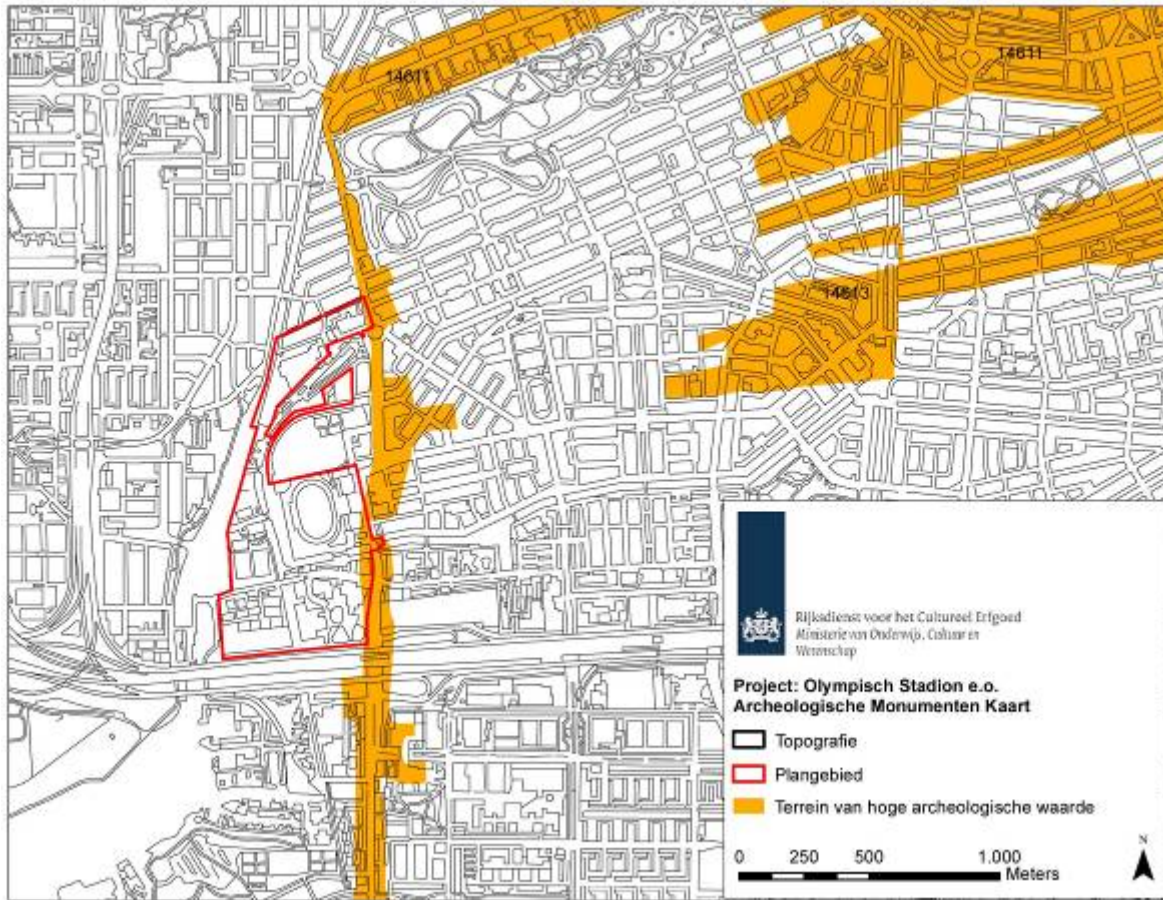 14611
14611
14613
Rijksdienst voor het Cultureel Erfgoed
Ministerie van Onderwijs, Cultuur en
Wetenschap
Project: Olympisch Stadion e.o.
Archeologische Monumenten Kaart
Topografie
Plangebied
Terrein van hoge archeologische waarde
0 250 500 1.000
Meters
N